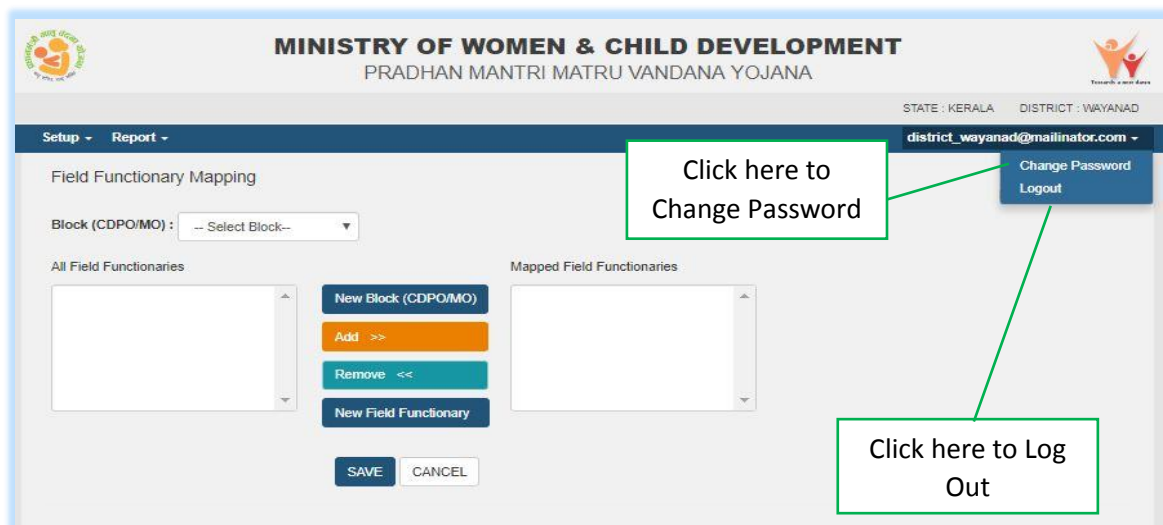 MINISTRY OF WOMEN & CHILD DEVELOPMENT
PRADHAN MANTRI MATRU VANDANA YOJANA
STATE : KERALA DISTRICT : WAYANAD
Setup Report district_wayanad@mailinator.com
Change Password
Logout
Click here to
Change Password
Field Functionary Mapping
Block (CDPO/MO) : -- Select Block--
All Field Functionaries Mapped Field Functionaries
New Block (CDPO/MO)
Add >>
Remove <<
New Field Functionary
SAVE CANCEL
Click here to Log
Out